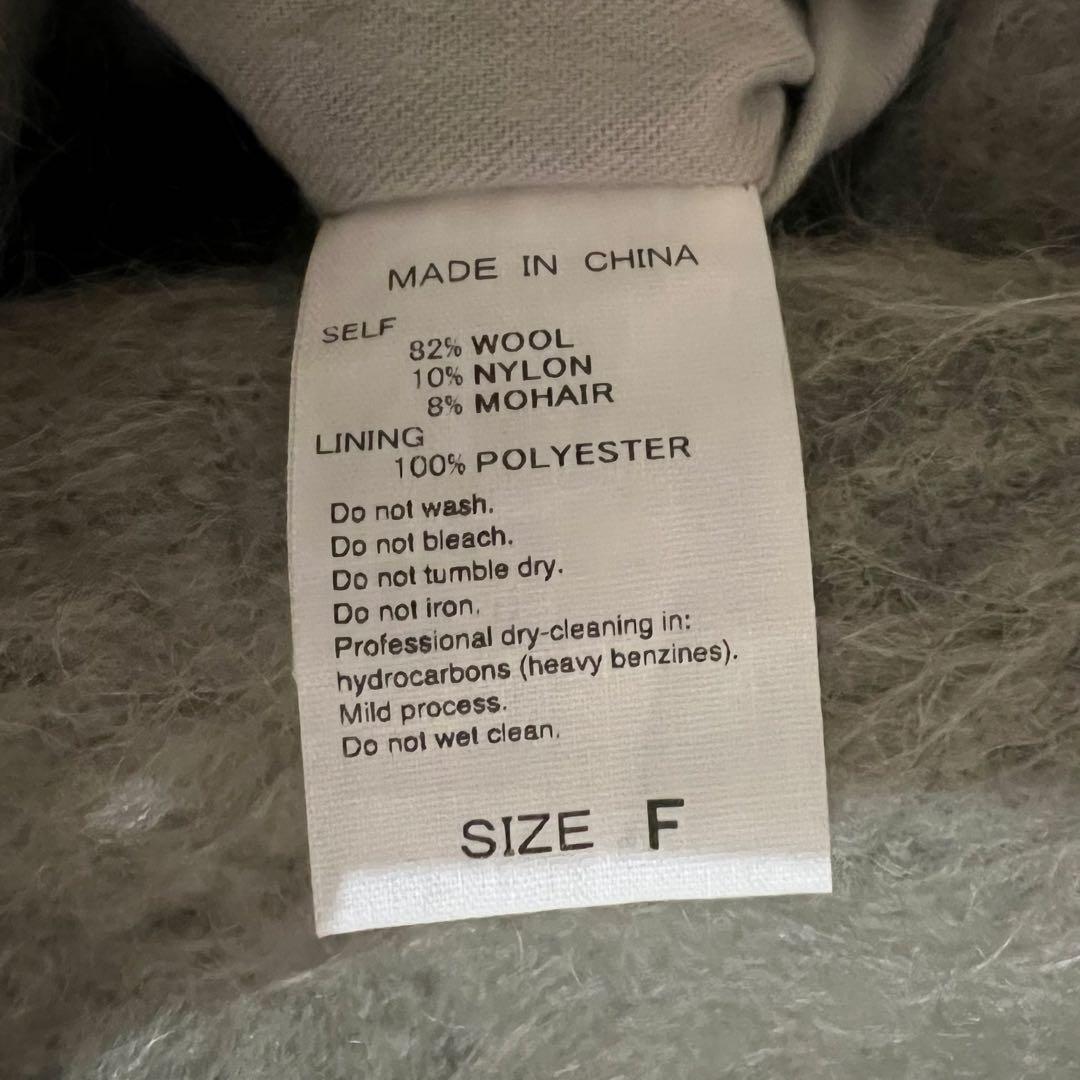 MADE IN CHINA
SELF
82% WOOL
10% NYLON
8% MOHAIR
LINING
100% POLYESTER
Do not wash.
Do not bleach.
Do not tumble dry.
Do not iron.
Professional dry-cleaning in:
hydrocarbons (heavy benzines).
Mild process.
Do not wet clean.
SIZE F